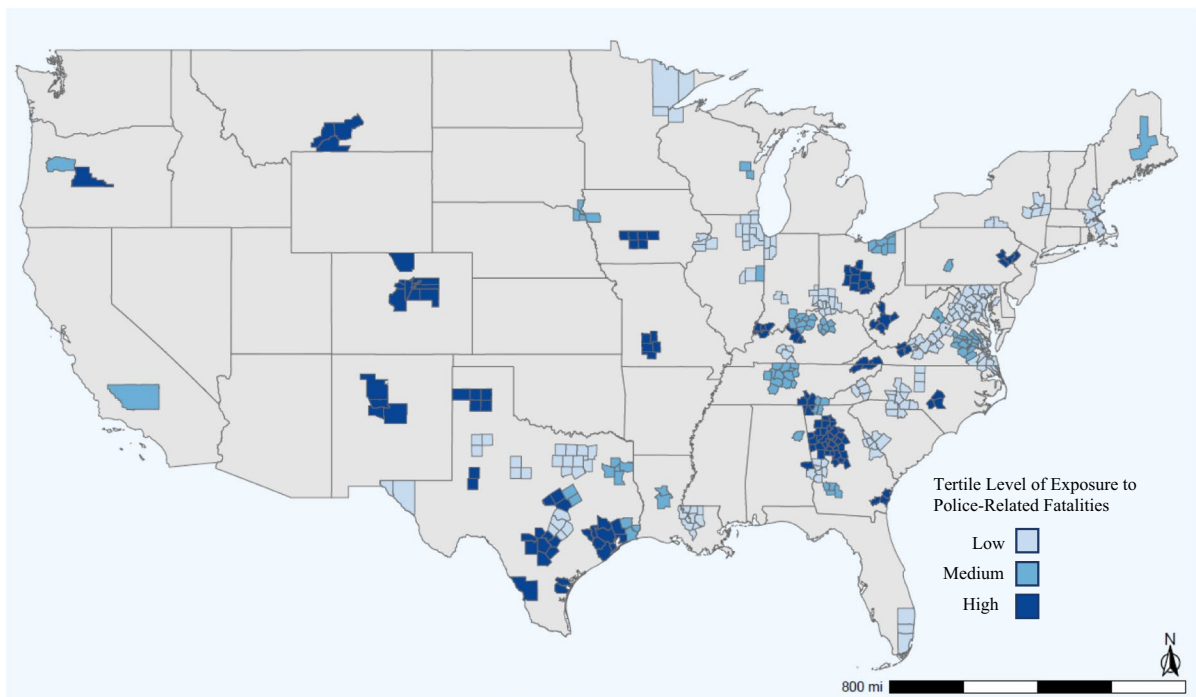 Tertile Level of Exposure to
Police-Related Fatalities
Low
Medium
High
N
800 mi